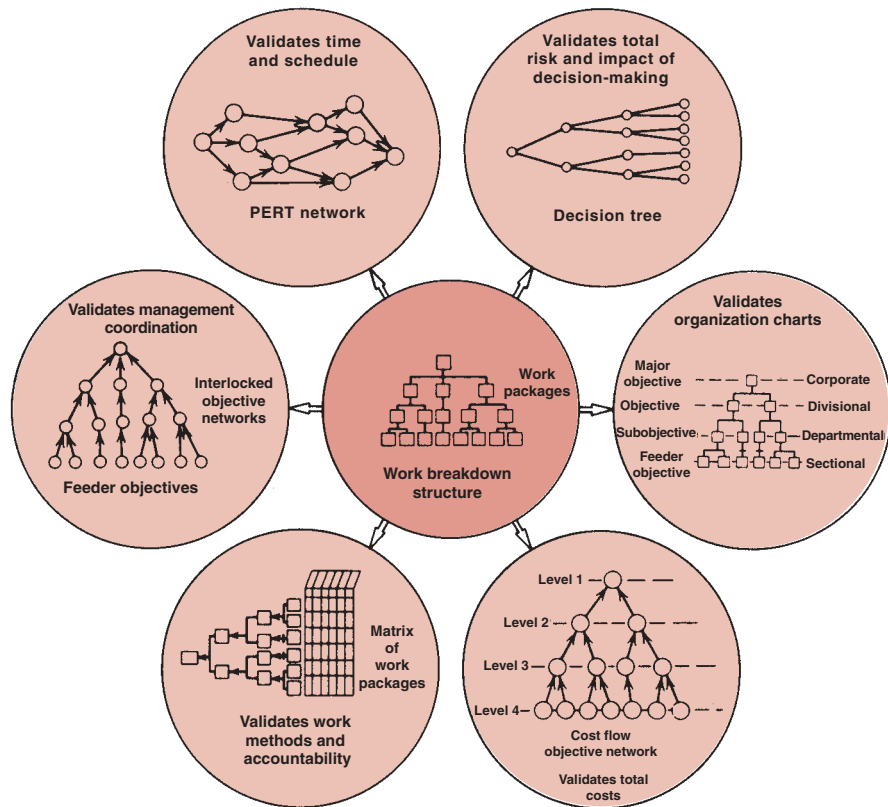 Validates time
and schedule
PERT network
Validates total
risk and impact of
decision-making
Decision tree
Validates management
coordination
Interlocked
objective
networks
Feeder objectives
Work
packages
Work breakdown
structure
Validates
organization charts
Major
objective
Corporate
Objective
Divisional
Subobjective
Departmental
Feeder
objective
Sectional
Matrix
of
work
packages
Validates work
methods and
accountability
Level 1
Level 2
Level 3
Level 4
Cost flow
objective network
Validates total
costs